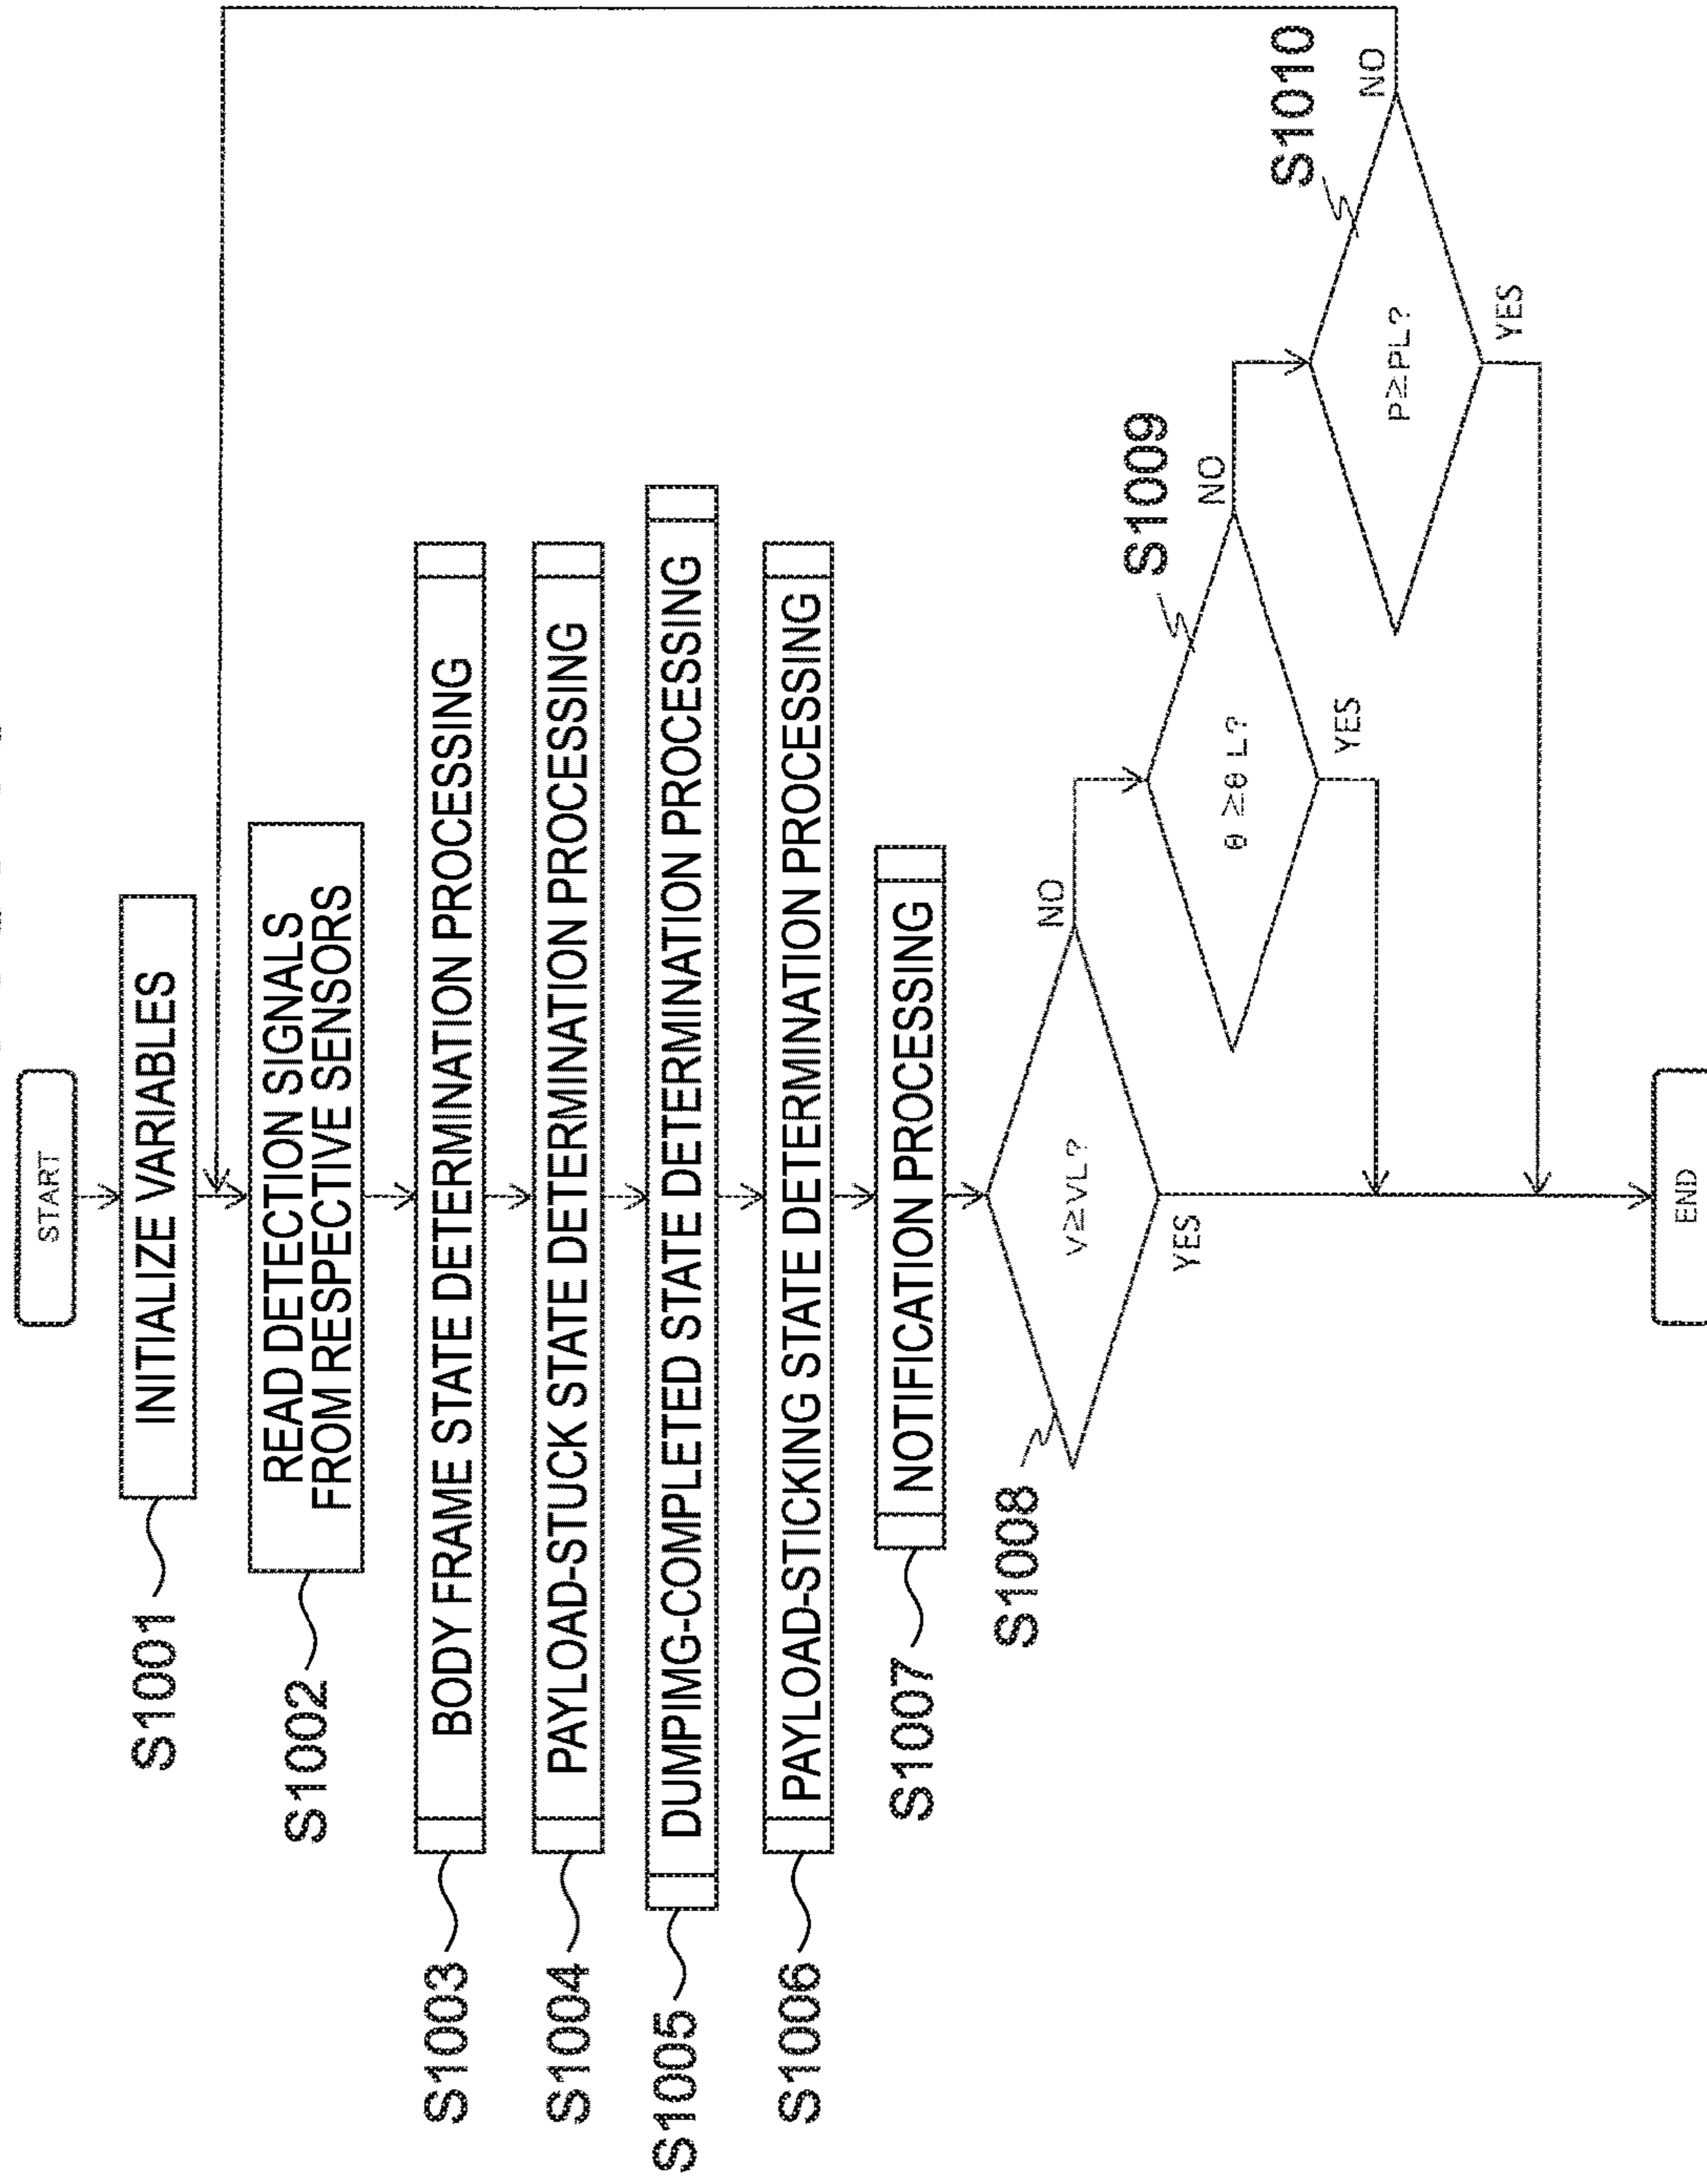 START
INITIALIZE VARIABLES
S1001
READ DETECTION SIGNALS
FROM RESPECTIVE SENSORS
S1002
BODY FRAME STATE DETERMINATION PROCESSING
S1003
PAYLOAD-STUCK STATE DETERMINATION PROCESSING
S1004
DUMPIMG-COMPLETED STATE DETERMINATION PROCESSING
S1005
PAYLOAD-STICKING STATE DETERMINATION PROCESSING
S1006
NOTIFICATION PROCESSING
S1007
S1008
V≥VL?
NO
YES
S1009
θ ≥θ L?
NO
YES
S1010
P≥PL?
NO
YES
END